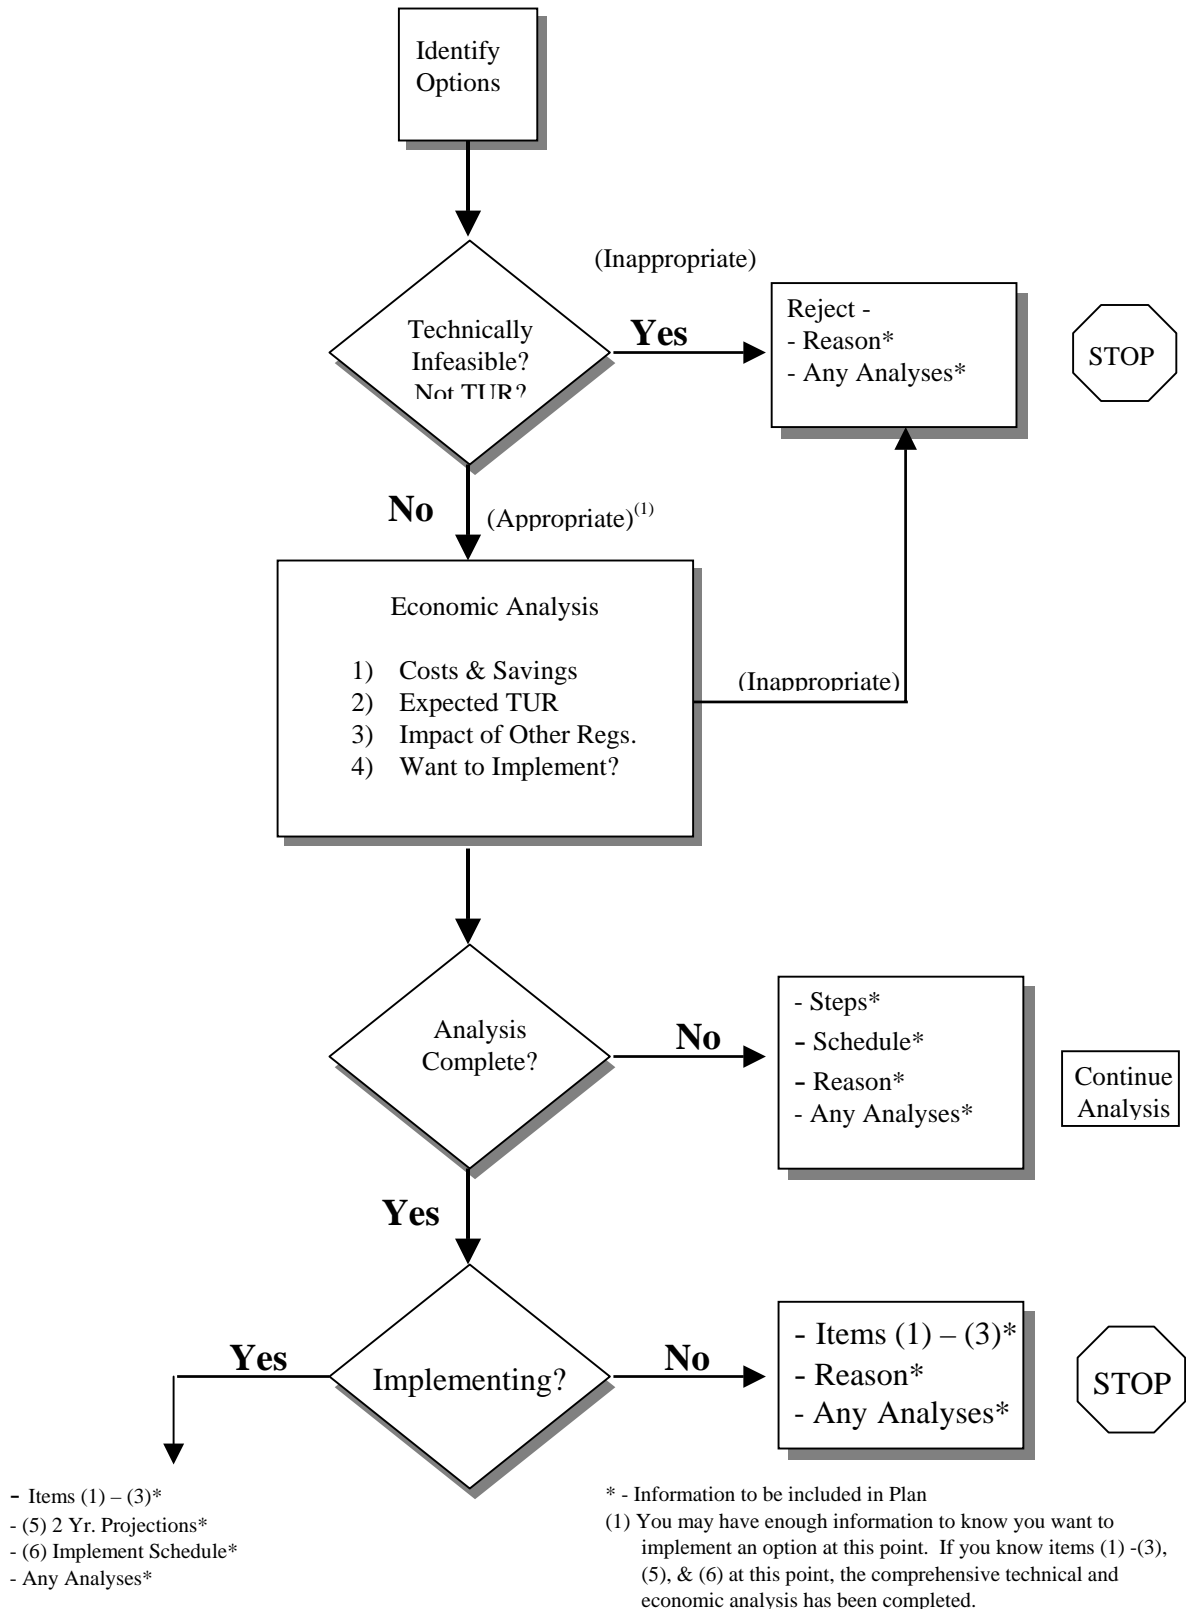 Identify
Options
(Inappropriate)
Technically
Infeasible?
Not TUR?
Yes
Reject -
- Reason*
- Any Analyses*
STOP
No
(Appropriate)(1)
Economic Analysis
1) Costs & Savings
2) Expected TUR
3) Impact of Other Regs.
4) Want to Implement?
(Inappropriate)
Analysis
Complete?
No
- Steps*
- Schedule*
- Reason*
- Any Analyses*
Continue
Analysis
Yes
Implementing?
Yes
No
- Items (1) – (3)*
- Reason*
- Any Analyses*
STOP
- Items (1) – (3)*
- (5) 2 Yr. Projections*
- (6) Implement Schedule*
- Any Analyses*
* - Information to be included in Plan
(1) You may have enough information to know you want to
implement an option at this point. If you know items (1) -(3),
(5), & (6) at this point, the comprehensive technical and
economic analysis has been completed.